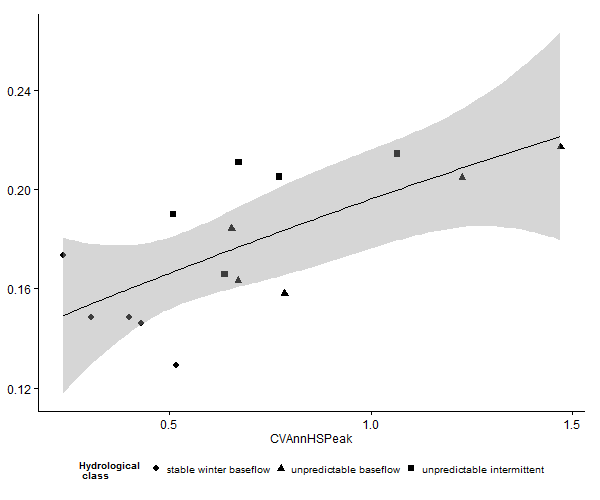 0.24
0.20
0.16
0.12
0.5
1.0
1.5
CVAnnHSPeak
Hydrological
class
stable winter baseflow
unpredictable baseflow
unpredictable intermittent